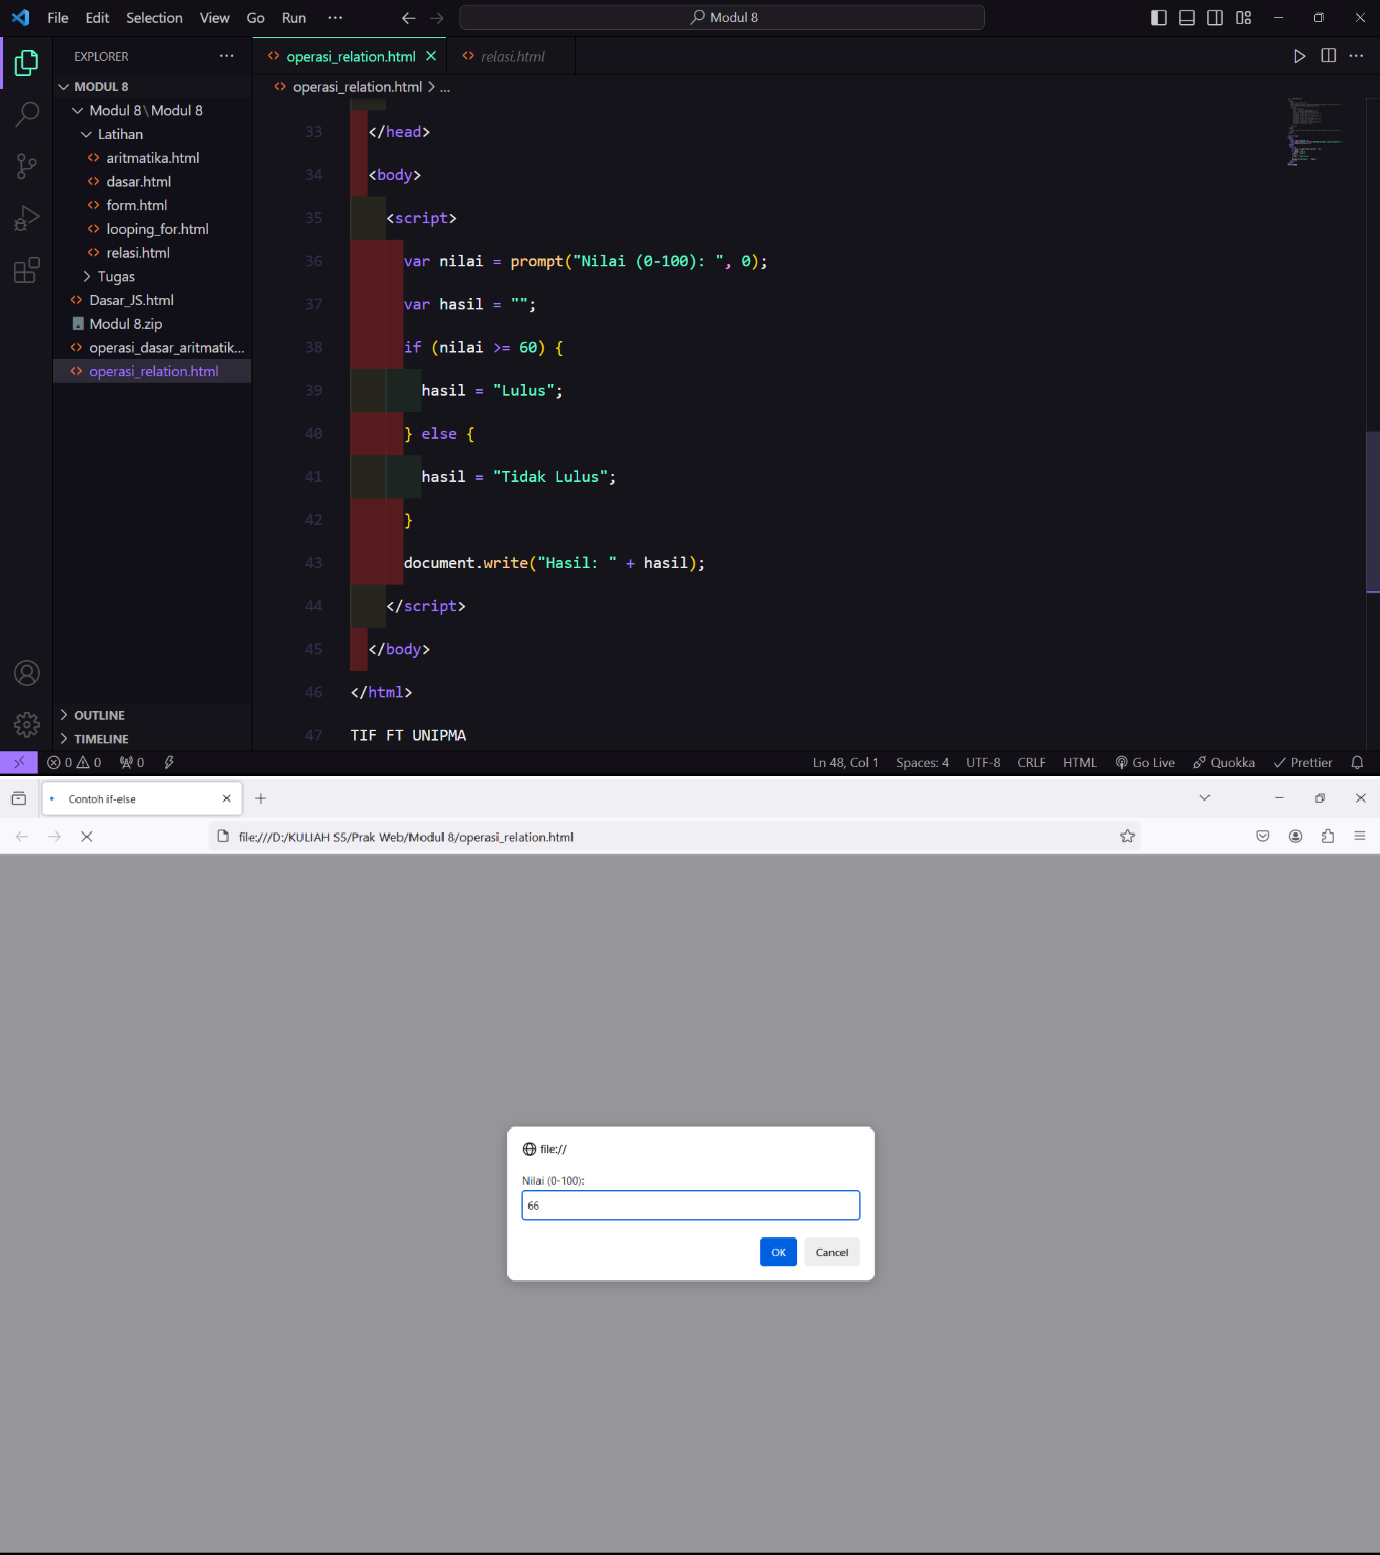 File Edit Selection View Go Run ··· Modul 8
EXPLORER ···
MODUL 8
Modul 8\Modul 8
Latihan
aritmatika.html
dasar.html
form.html
looping_for.html
relasi.html
Tugas
Dasar_JS.html
Modul 8.zip
operasi_dasar_aritmatik...
operasi_relation.html
OUTLINE
TIMELINE
operasi_relation.html relasi.html
operasi_relation.html > ...
33 </head>
34 <body>
35 <script>
36 var nilai = prompt("Nilai (0-100): ", 0);
37 var hasil = "";
38 if (nilai >= 60) {
39 hasil = "Lulus";
40 } else {
41 hasil = "Tidak Lulus";
42 }
43 document.write("Hasil: " + hasil);
44 </script>
45 </body>
46 </html>
47 TIF FT UNIPMA
0 0 0 Ln 48, Col 1 Spaces: 4 UTF-8 CRLF HTML Go Live Quokka Prettier
Contoh if-else
file:///D:/KULIAH S5/Prak Web/Modul 8/operasi_relation.html
file://
Nilai (0-100):
66
OK Cancel